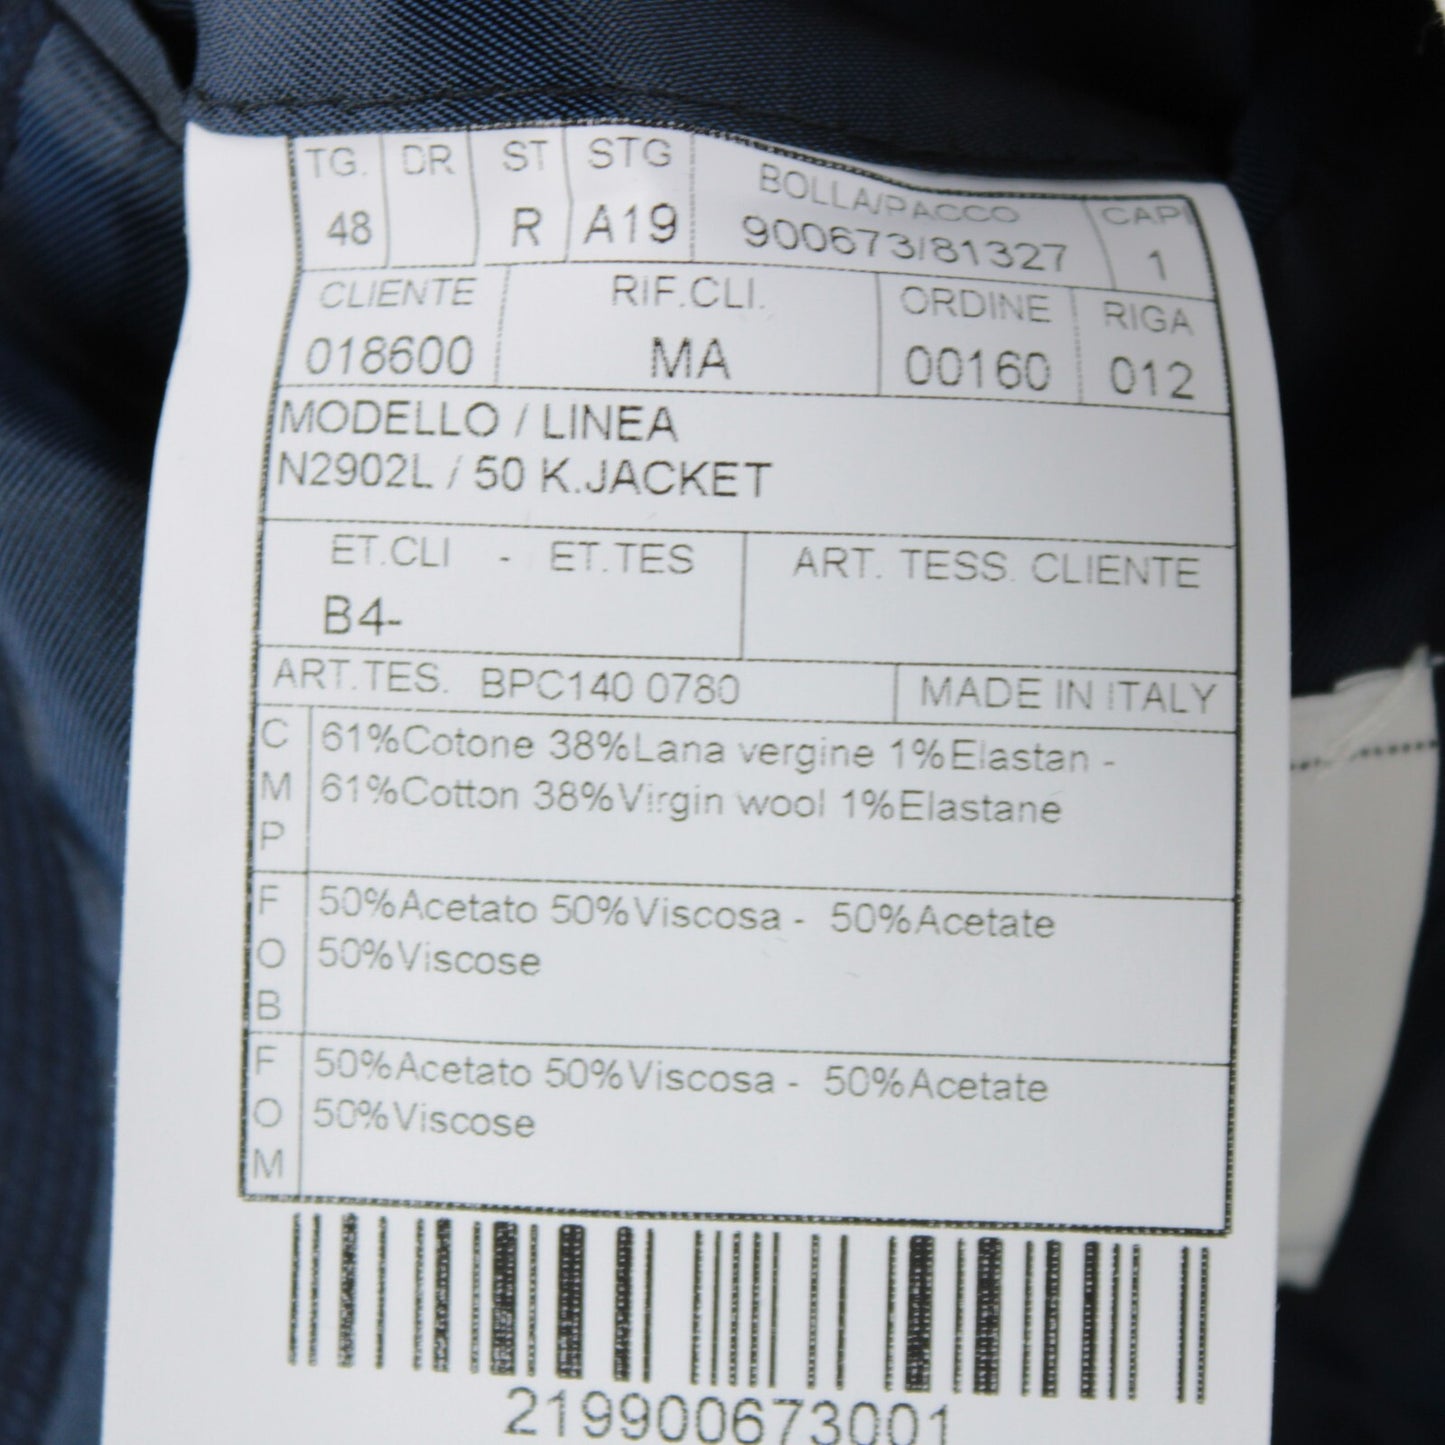 TG. DR ST STG BOLLA/PACCO CAPI
48 R A19 900673/81327 1
CLIENTE RIF.CLI. ORDINE RIGA
018600 MA 00160 012
MODELLO / LINEA
N2902L / 50 K.JACKET
ET.CLI - ET.TES ART. TESS. CLIENTE
B4-
ART.TES. BPC140 0780 MADE IN ITALY
CMP
61%Cotone 38%Lana vergine 1%Elastan -
61%Cotton 38%Virgin wool 1%Elastane
FOB
50%Acetato 50%Viscosa - 50%Acetate
50%Viscose
FOM
50%Acetato 50%Viscosa - 50%Acetate
50%Viscose
219900673001